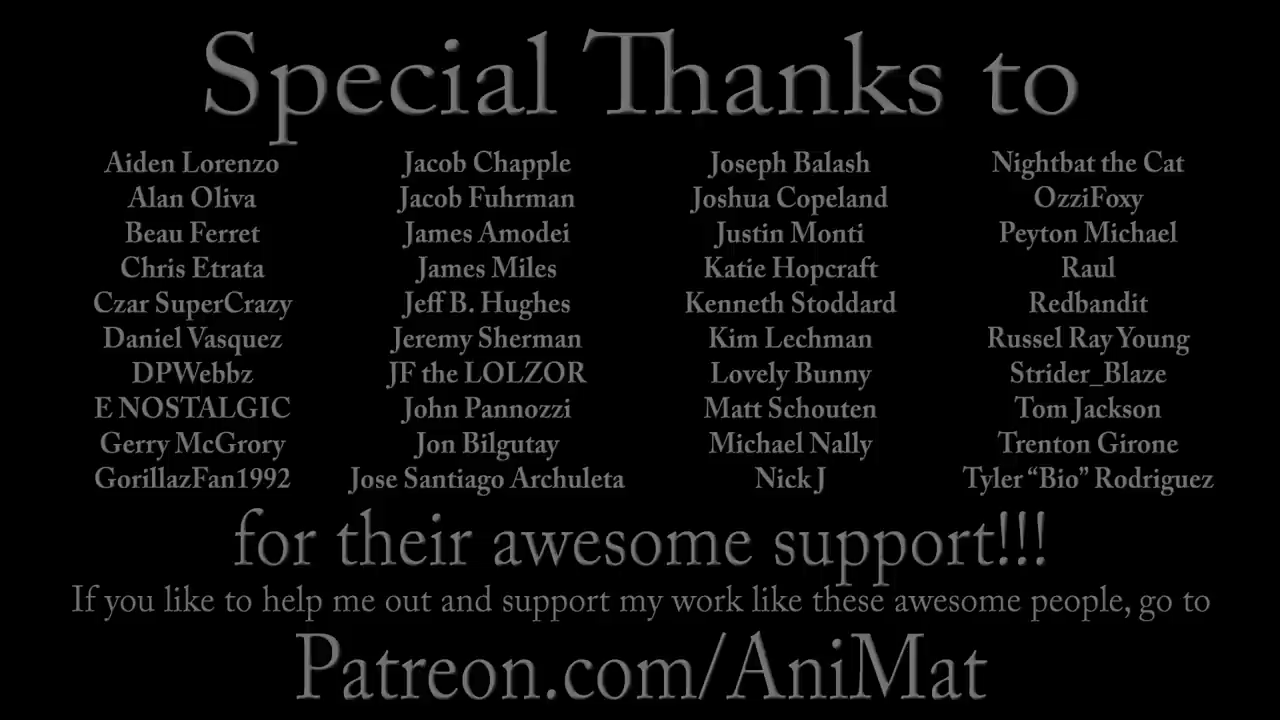 Special Thanks to
Aiden Lorenzo
Alan Oliva
Beau Ferret
Chris Etrata
Czar SuperCrazy
Daniel Vasquez
DPWebbz
E NOSTALGIC
Gerry McGrory
GorillazFan1992
Jacob Chapple
Jacob Fuhrman
James Amodei
James Miles
Jeff B. Hughes
Jeremy Sherman
JF the LOLZOR
John Pannozzi
Jon Bilgutay
Jose Santiago Archuleta
Joseph Balash
Joshua Copeland
Justin Monti
Katie Hopcraft
Kenneth Stoddard
Kim Lechman
Lovely Bunny
Matt Schouten
Michael Nally
Nick J
Nightbat the Cat
OzziFoxy
Peyton Michael
Raul
Redbandit
Russel Ray Young
Strider_Blaze
Tom Jackson
Trenton Girone
Tyler “Bio” Rodriguez
for their awesome support!!!
If you like to help me out and support my work like these awesome people, go to
Patreon.com/AniMat